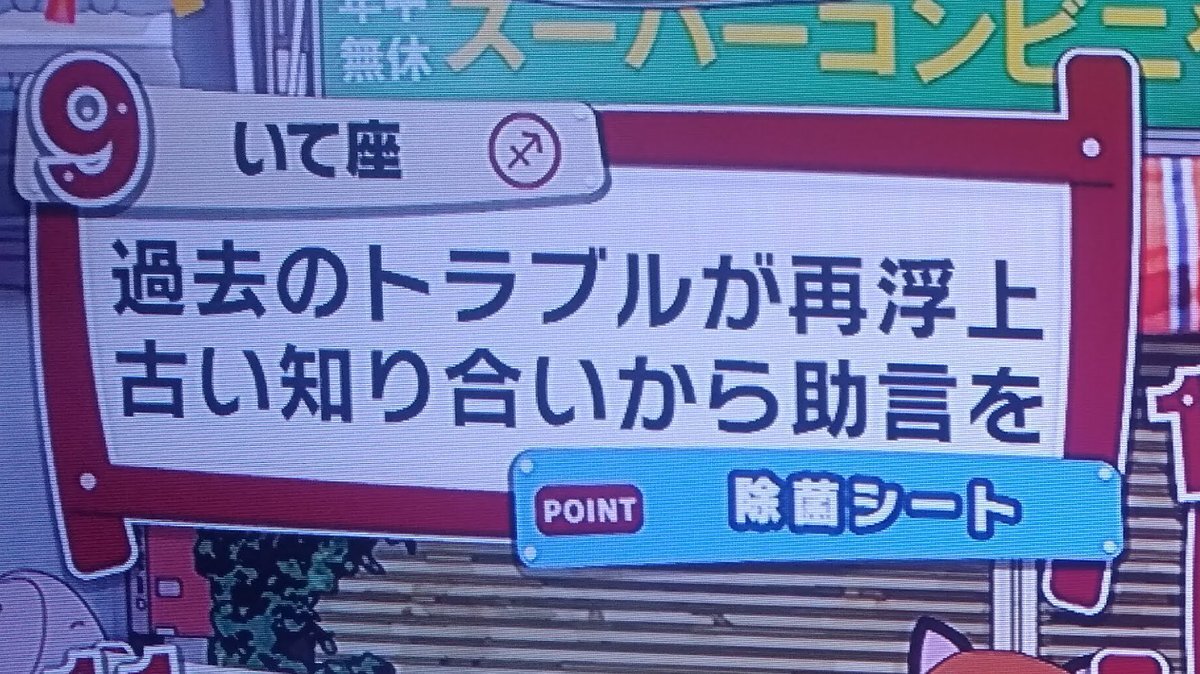 年中
無休
スーパーコンビニ
9
いて座
過去のトラブルが再浮上
古い知り合いから助言を
POINT
除菌シート